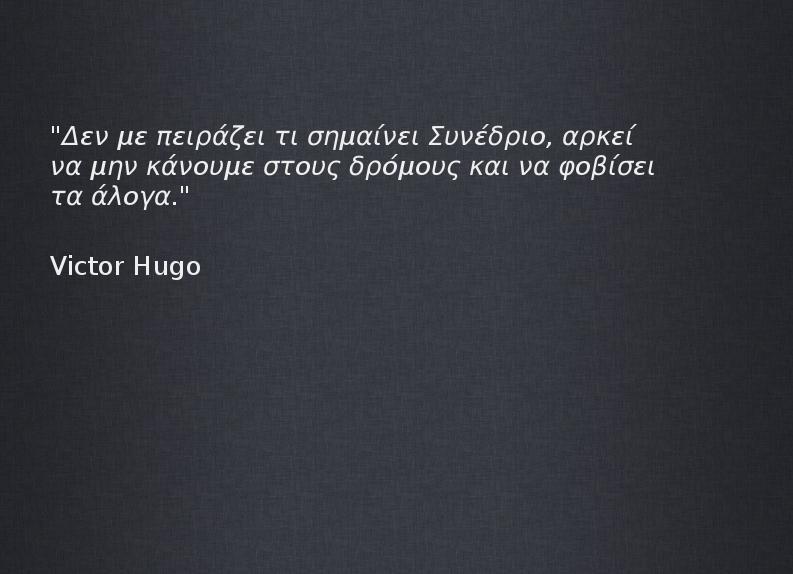 "Δεν με πειράζει τι σημαίνει Συνέδριο, αρκεί
να μην κάνουμε στους δρόμους και να φοβίσει
τα άλογα."
Victor Hugo